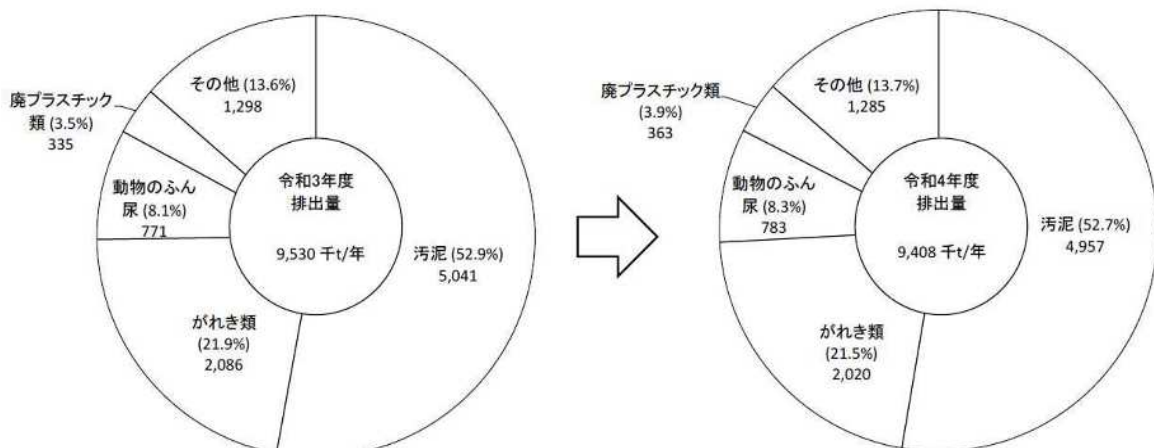 その他 (13.6%)
1,298
廃プラスチック
類 (3.5%)
335
動物のふん
尿 (8.1%)
771
令和3年度
排出量
9,530 千t/年
汚泥 (52.9%)
5,041
がれき類
(21.9%)
2,086
その他 (13.7%)
1,285
廃プラスチック類
(3.9%)
363
動物のふん
尿 (8.3%)
783
令和4年度
排出量
9,408 千t/年
汚泥 (52.7%)
4,957
がれき類
(21.5%)
2,020